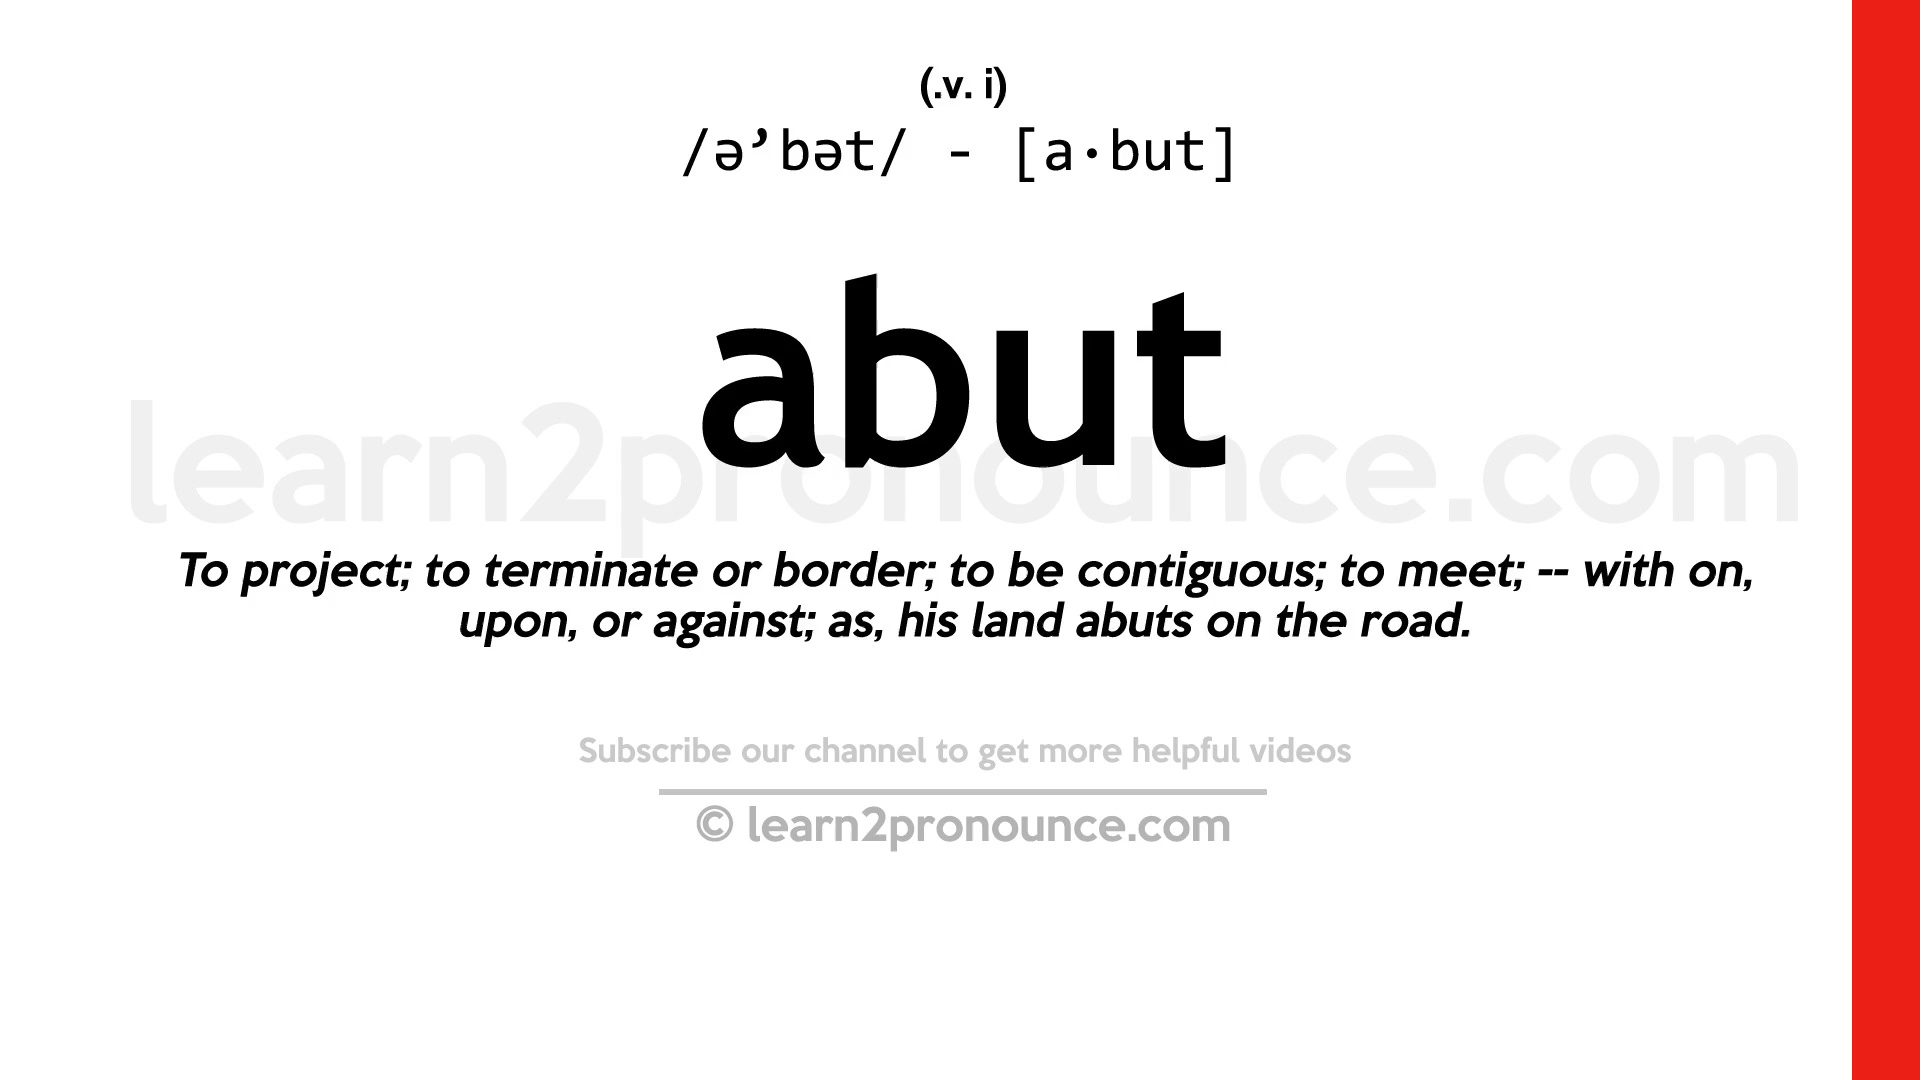 (.v. i)
/ə’bət/ - [a·but]
abut
learn2pronounce.com
To project; to terminate or border; to be contiguous; to meet; -- with on,
upon, or against; as, his land abuts on the road.
Subscribe our channel to get more helpful videos
© learn2pronounce.com